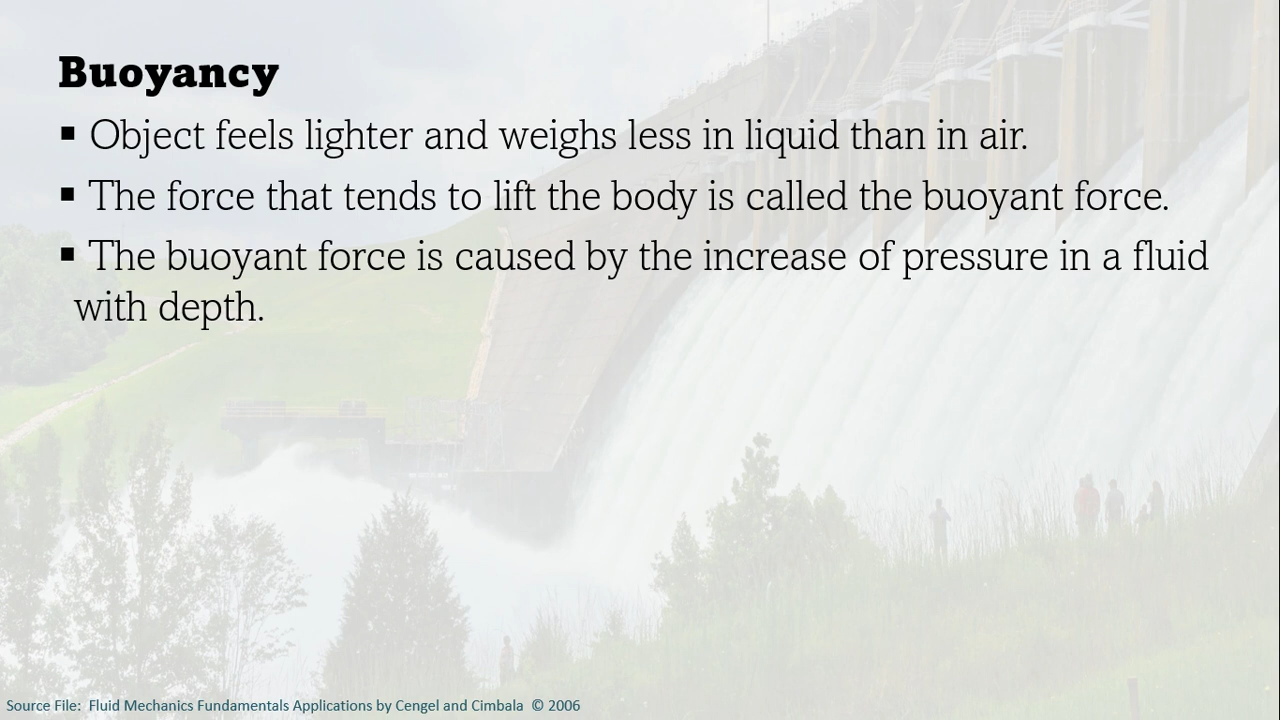 Buoyancy
▪ Object feels lighter and weighs less in liquid than in air.
▪ The force that tends to lift the body is called the buoyant force.
▪ The buoyant force is caused by the increase of pressure in a fluid
with depth.
Source File: Fluid Mechanics Fundamentals Applications by Cengel and Cimbala © 2006